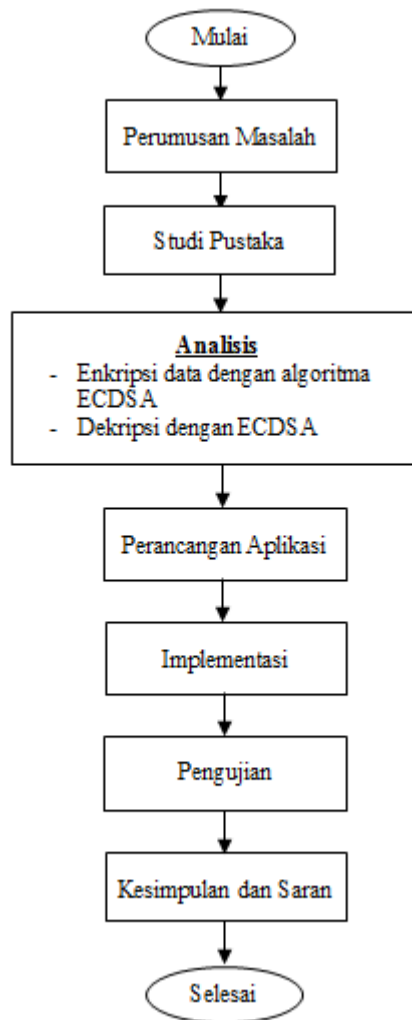 Mulai
Perumusan Masalah
Studi Pustaka
Analisis
- Enkripsi data dengan algoritma
ECDSA
- Dekripsi dengan ECDSA
Perancangan Aplikasi
Implementasi
Pengujian
Kesimpulan dan Saran
Selesai